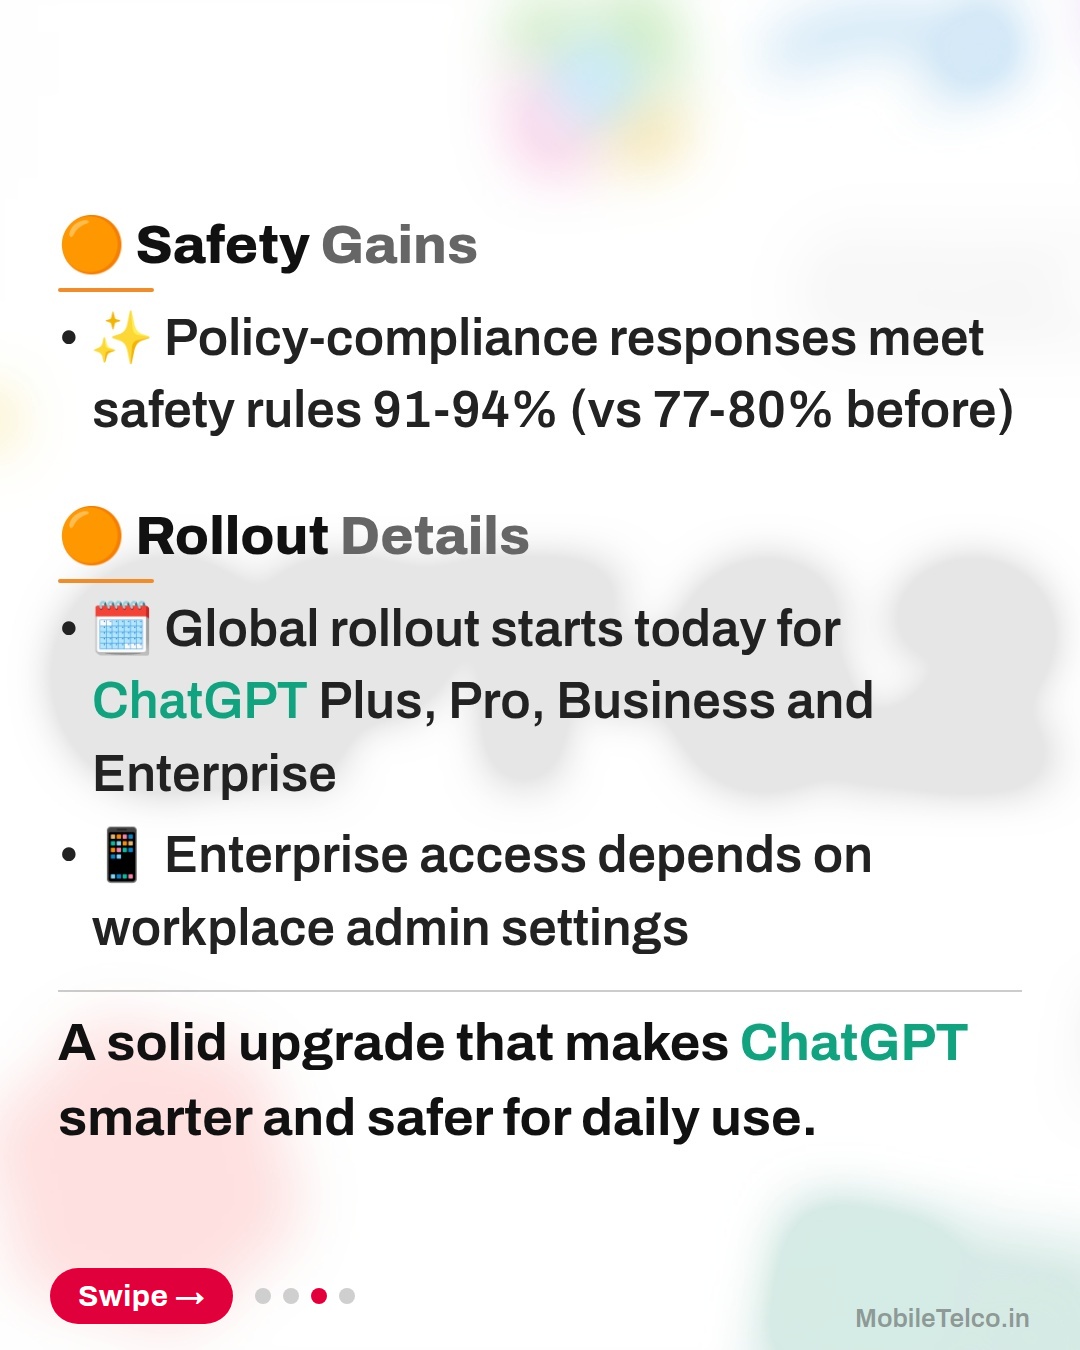 🟠 Safety Gains
• ✨ Policy-compliance responses meet
safety rules 91-94% (vs 77-80% before)
🟠 Rollout Details
• 🗓️ Global rollout starts today for
ChatGPT Plus, Pro, Business and
Enterprise
• 📱 Enterprise access depends on
workplace admin settings
A solid upgrade that makes ChatGPT
smarter and safer for daily use.
Swipe →
MobileTelco.in